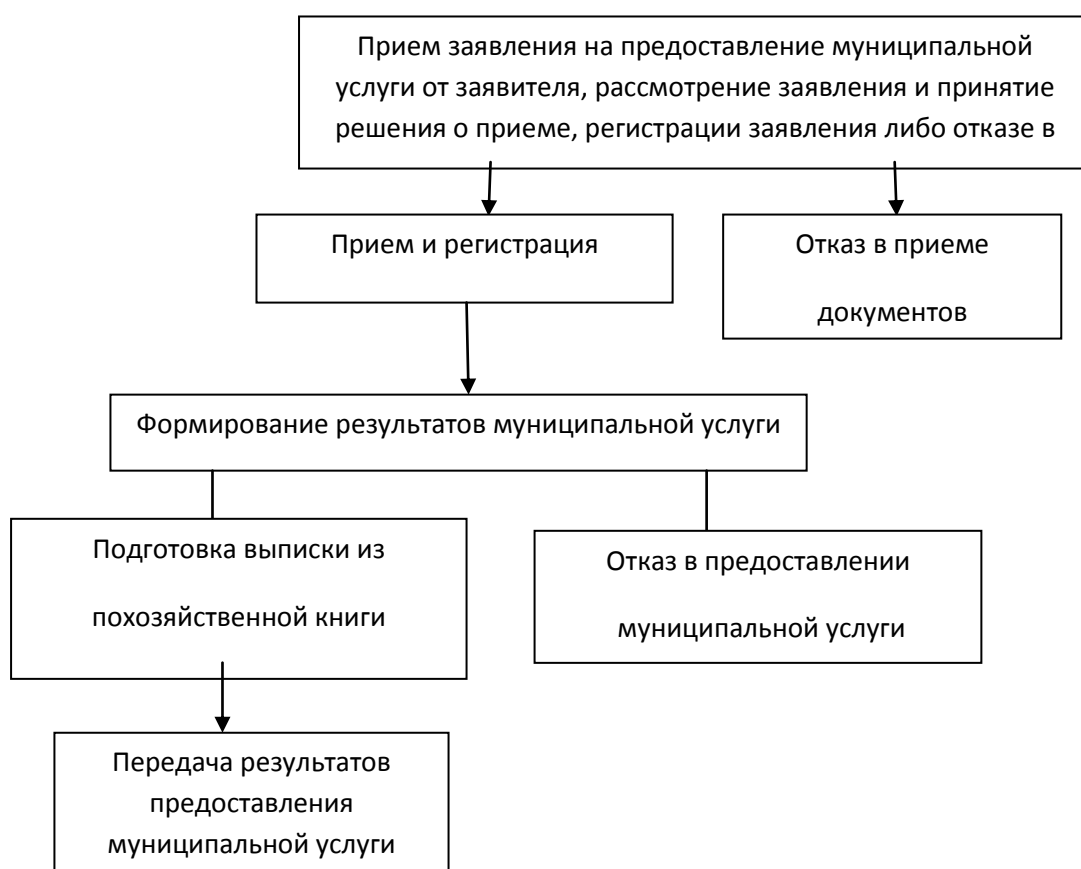 Прием заявления на предоставление муниципальной
услуги от заявителя, рассмотрение заявления и принятие
решения о приеме, регистрации заявления либо отказе в
Прием и регистрация
Отказ в приеме
документов
Формирование результатов муниципальной услуги
Подготовка выписки из
похозяйственной книги
Отказ в предоставлении
муниципальной услуги
Передача результатов
предоставления
муниципальной услуги